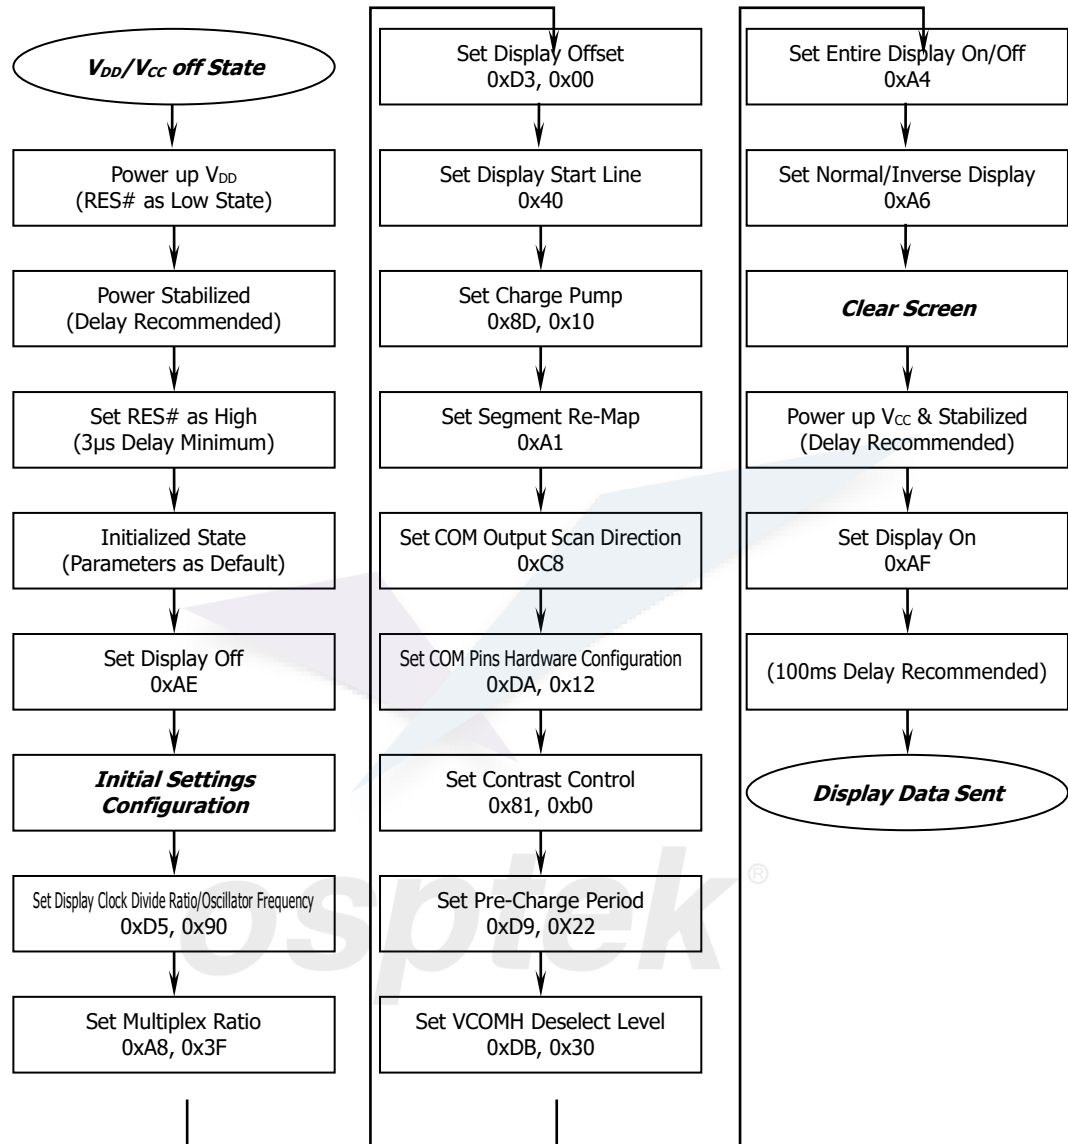 V_DD/V_CC off State
Power up V_DD
(RES# as Low State)
Power Stabilized
(Delay Recommended)
Set RES# as High
(3μs Delay Minimum)
Initialized State
(Parameters as Default)
Set Display Off
0xAE
Initial Settings
Configuration
Set Display Clock Divide Ratio/Oscillator Frequency
0xD5, 0x90
Set Multiplex Ratio
0xA8, 0x3F
Set Display Offset
0xD3, 0x00
Set Display Start Line
0x40
Set Charge Pump
0x8D, 0x10
Set Segment Re-Map
0xA1
Set COM Output Scan Direction
0xC8
Set COM Pins Hardware Configuration
0xDA, 0x12
Set Contrast Control
0x81, 0xb0
Set Pre-Charge Period
0xD9, 0X22
Set VCOMH Deselect Level
0xDB, 0x30
Set Entire Display On/Off
0xA4
Set Normal/Inverse Display
0xA6
Clear Screen
Power up V_CC & Stabilized
(Delay Recommended)
Set Display On
0xAF
(100ms Delay Recommended)
Display Data Sent
osptek®